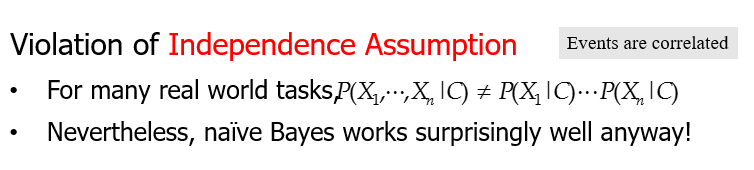 Violation of Independence Assumption
Events are correlated
• For many real world tasks, P(X₁,⋯,Xₙ|C) ≠ P(X₁|C)⋯P(Xₙ|C)
• Nevertheless, naïve Bayes works surprisingly well anyway!